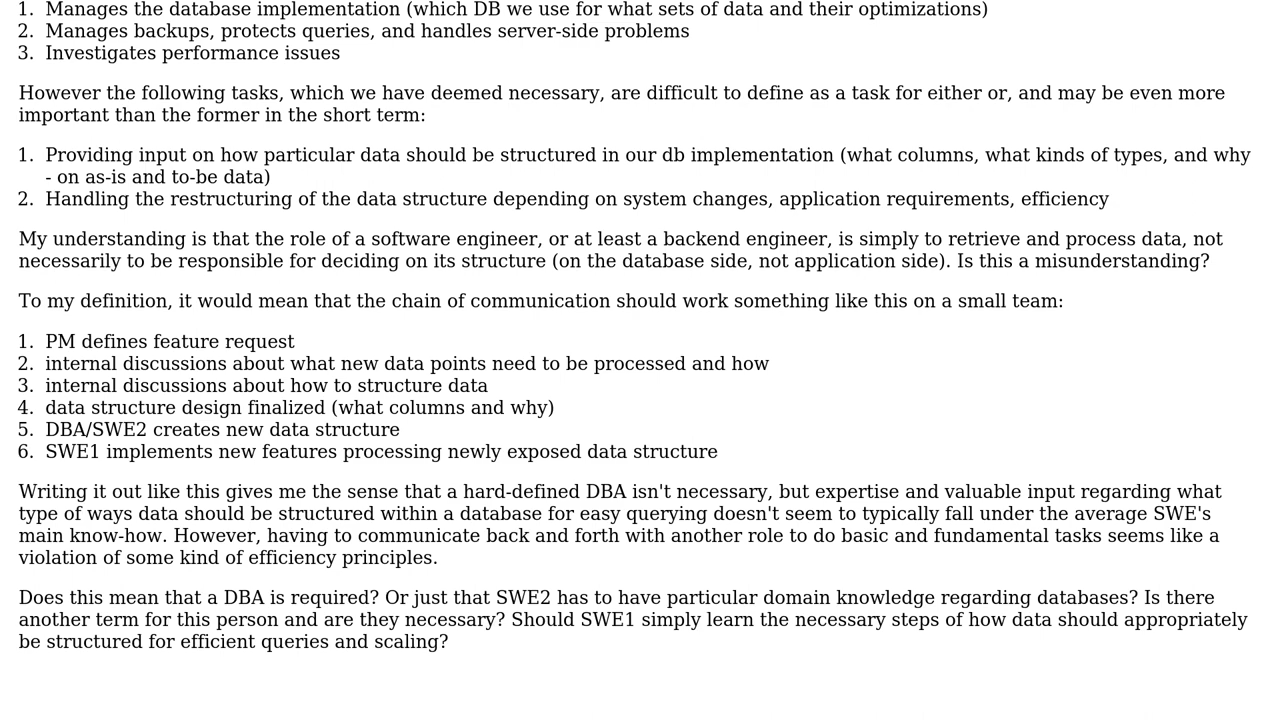 1. Manages the database implementation (which DB we use for what sets of data and their optimizations)
2. Manages backups, protects queries, and handles server-side problems
3. Investigates performance issues
However the following tasks, which we have deemed necessary, are difficult to define as a task for either or, and may be even more
important than the former in the short term:
1. Providing input on how particular data should be structured in our db implementation (what columns, what kinds of types, and why
- on as-is and to-be data)
2. Handling the restructuring of the data structure depending on system changes, application requirements, efficiency
My understanding is that the role of a software engineer, or at least a backend engineer, is simply to retrieve and process data, not
necessarily to be responsible for deciding on its structure (on the database side, not application side). Is this a misunderstanding?
To my definition, it would mean that the chain of communication should work something like this on a small team:
1. PM defines feature request
2. internal discussions about what new data points need to be processed and how
3. internal discussions about how to structure data
4. data structure design finalized (what columns and why)
5. DBA/SWE2 creates new data structure
6. SWE1 implements new features processing newly exposed data structure
Writing it out like this gives me the sense that a hard-defined DBA isn't necessary, but expertise and valuable input regarding what
type of ways data should be structured within a database for easy querying doesn't seem to typically fall under the average SWE's
main know-how. However, having to communicate back and forth with another role to do basic and fundamental tasks seems like a
violation of some kind of efficiency principles.
Does this mean that a DBA is required? Or just that SWE2 has to have particular domain knowledge regarding databases? Is there
another term for this person and are they necessary? Should SWE1 simply learn the necessary steps of how data should appropriately
be structured for efficient queries and scaling?